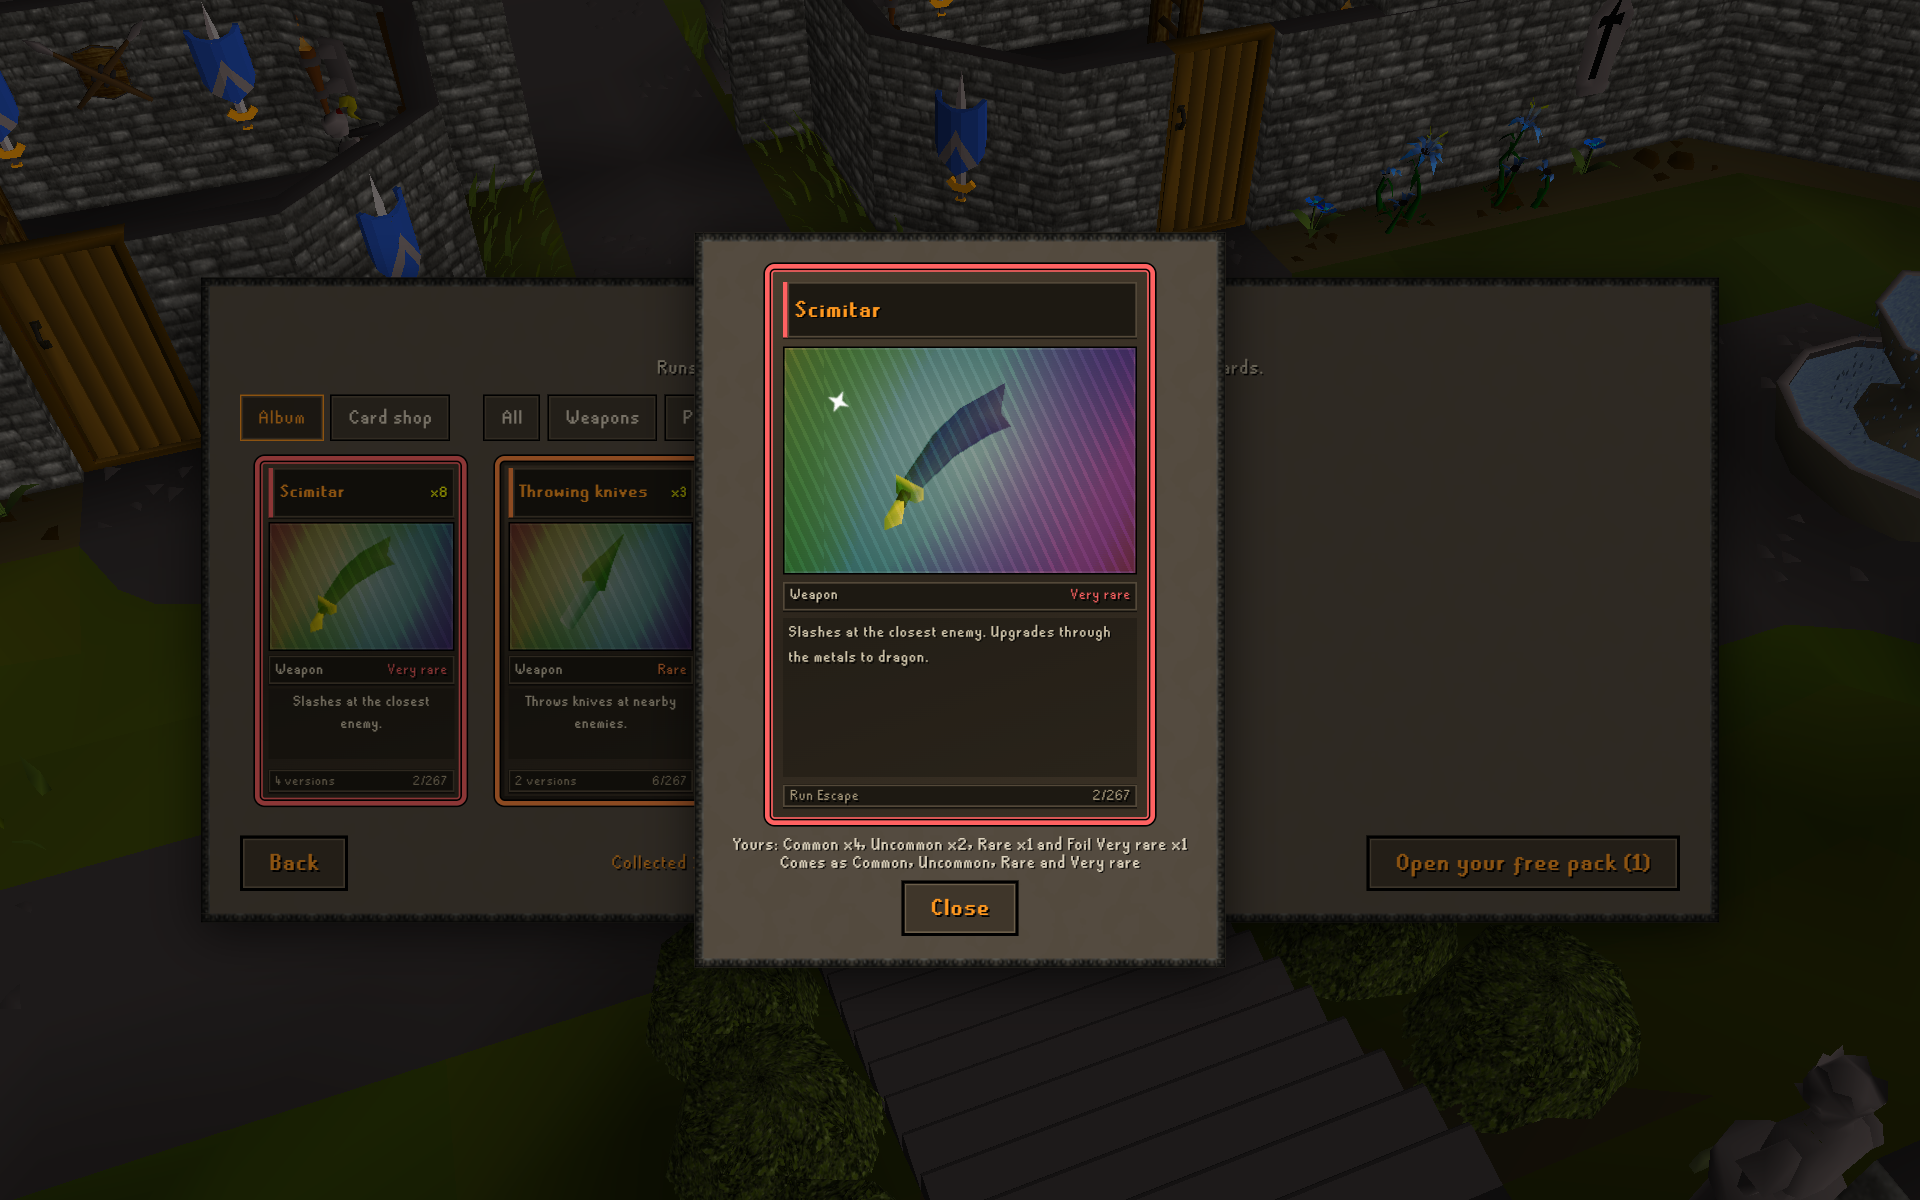 Runs
ards.
Album
Card shop
All
Weapons
P
Scimitar x8
Weapon Very rare
Slashes at the closest
enemy.
4 versions 2/267
Throwing knives x3
Weapon Rare
Throws knives at nearby
enemies.
2 versions 6/267
Back
Collected
Open your free pack (1)
Scimitar
Weapon Very rare
Slashes at the closest enemy. Upgrades through
the metals to dragon.
Run Escape 2/267
Yours: Common x4, Uncommon x2, Rare x1 and Foil Very rare x1
Comes as Common, Uncommon, Rare and Very rare
Close